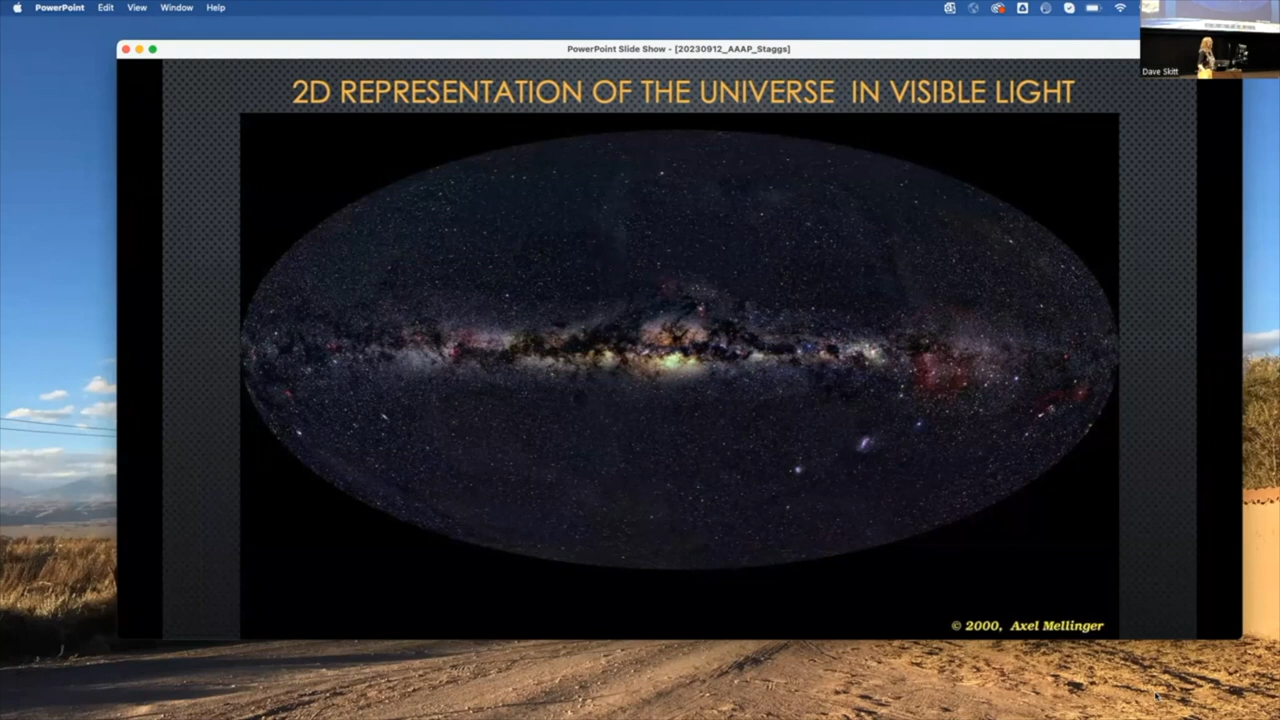 PowerPoint Edit View Window Help
PowerPoint Slide Show - [20230912_AAAP_Staggs]
Dave Skitt
2D REPRESENTATION OF THE UNIVERSE IN VISIBLE LIGHT
© 2000, Axel Mellinger